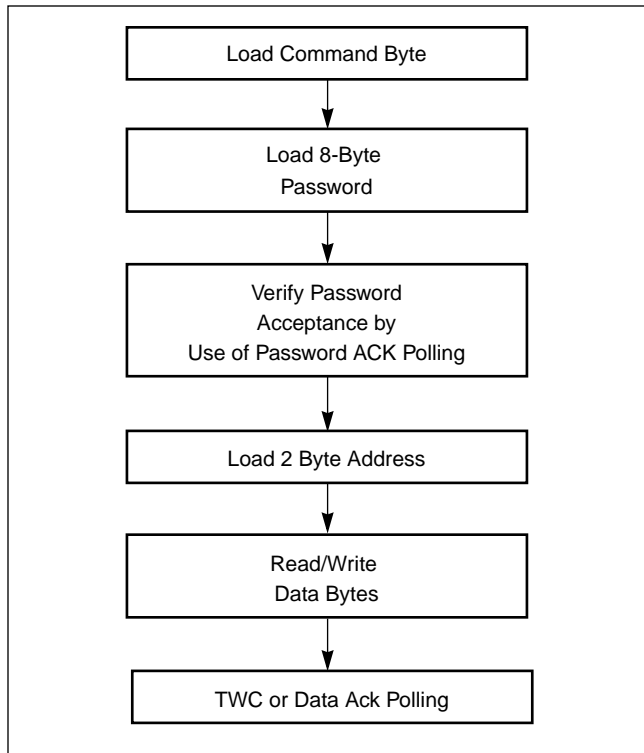 Load Command Byte
Load 8-Byte
Password
Verify Password
Acceptance by
Use of Password ACK Polling
Load 2 Byte Address
Read/Write
Data Bytes
TWC or Data Ack Polling